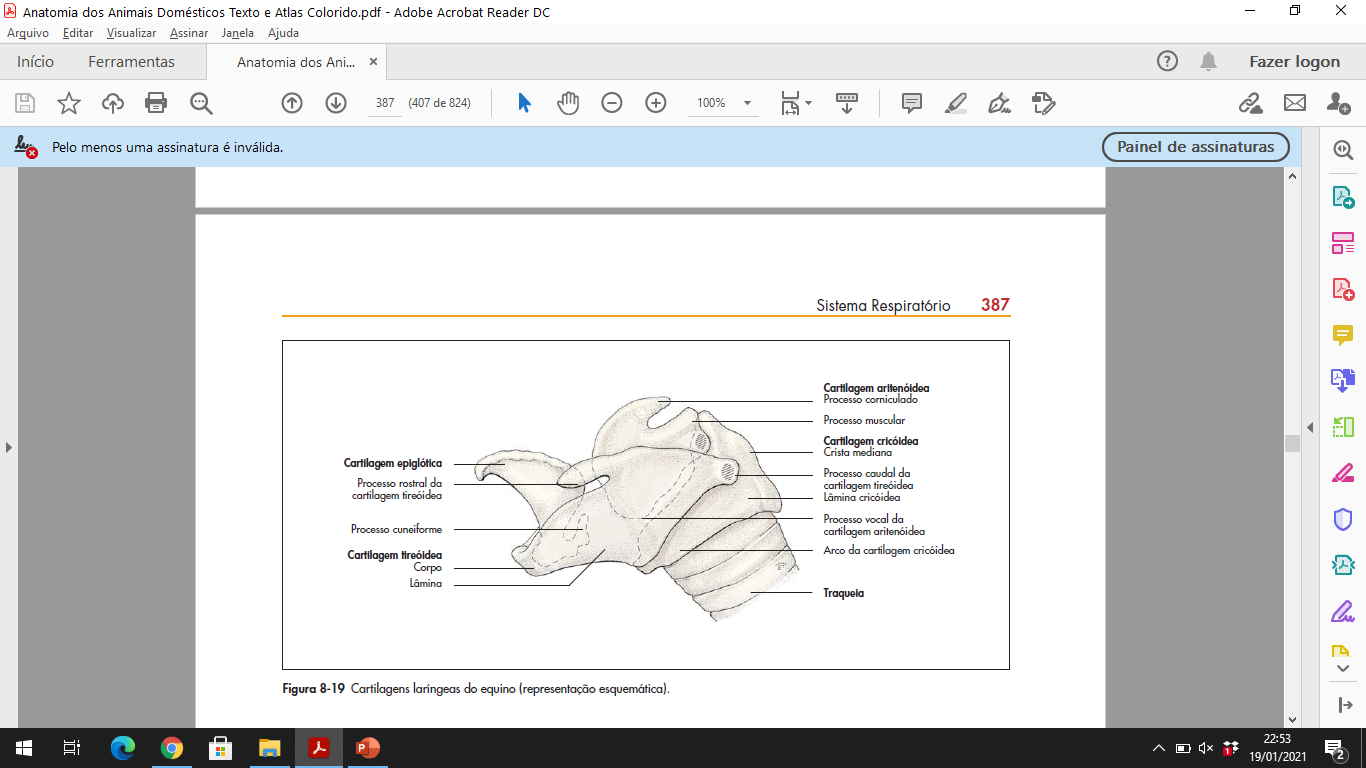 Anatomia dos Animais Domésticos Texto e Atlas Colorido.pdf - Adobe Acrobat Reader DC
Arquivo Editar Visualizar Assinar Janela Ajuda
Início Ferramentas Anatomia dos Ani... Fazer logon
387 (407 de 824) 100%
Pelo menos uma assinatura é inválida. Painel de assinaturas
Sistema Respiratório 387
Cartilagem epiglótica
Processo rostral da
cartilagem tireóidea
Processo cuneiforme
Cartilagem tireóidea
Corpo
Lâmina
Cartilagem aritenóidea
Processo corniculado
Processo muscular
Cartilagem cricóidea
Crista mediana
Processo caudal da
cartilagem tireóidea
Lâmina cricóidea
Processo vocal da
cartilagem aritenóidea
Arco da cartilagem cricóidea
Traqueia
Figura 8-19 Cartilagens laríngeas do equino (representação esquemática).
22:53
19/01/2021
1
2